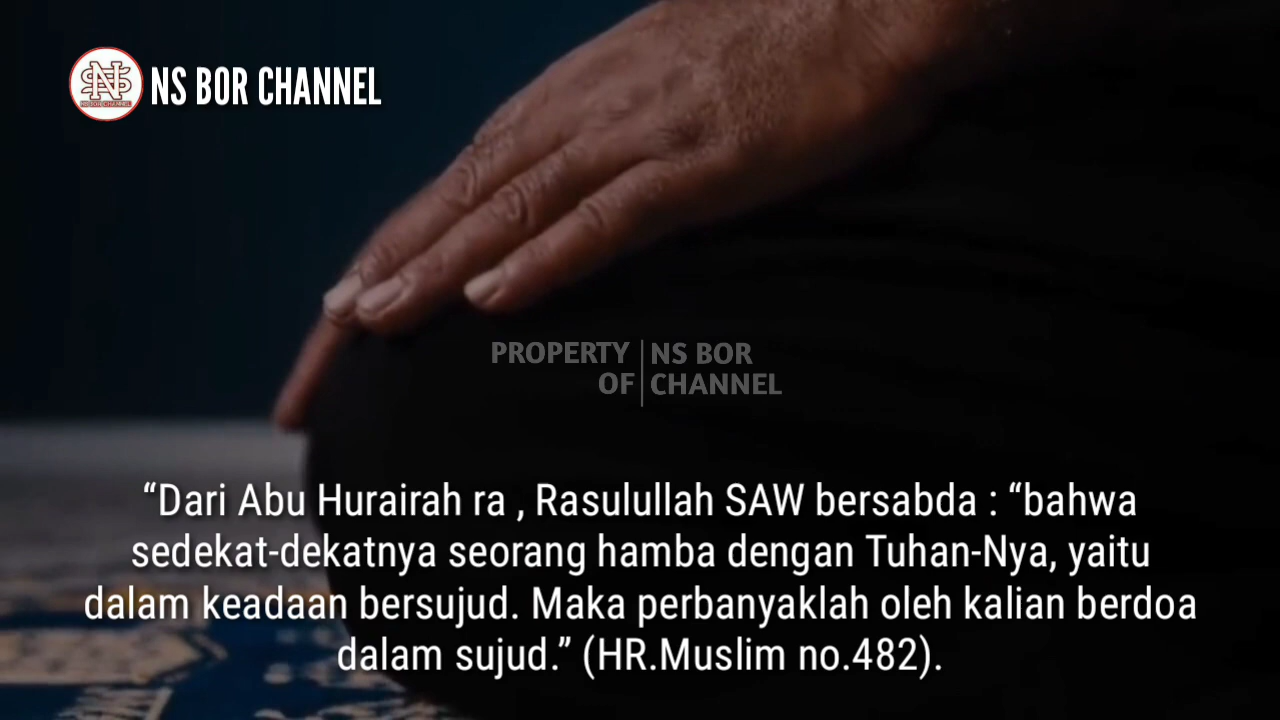 NS BOR CHANNEL
PROPERTY OF NS BOR CHANNEL
“Dari Abu Hurairah ra , Rasulullah SAW bersabda : “bahwa
sedekat-dekatnya seorang hamba dengan Tuhan-Nya, yaitu
dalam keadaan bersujud. Maka perbanyaklah oleh kalian berdoa
dalam sujud.” (HR.Muslim no.482).